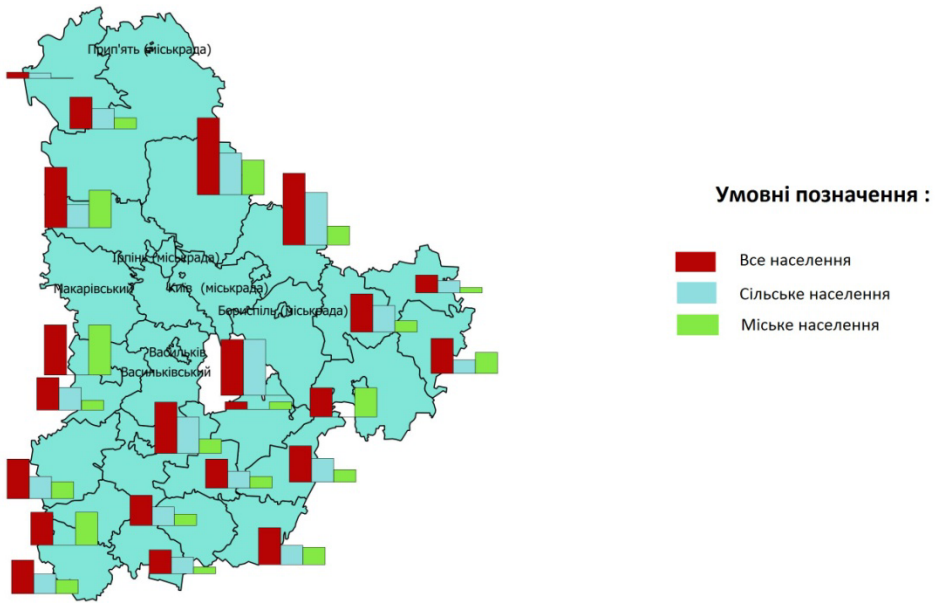 Прип'ять (міськрада)
Умовні позначення :
Все население
Ірпінь (міськрада)
Макарівський
Київ (міськрада)
Сільське населення
Бориспіль (міськрада)
Міське населення
Васильків
Васильківський